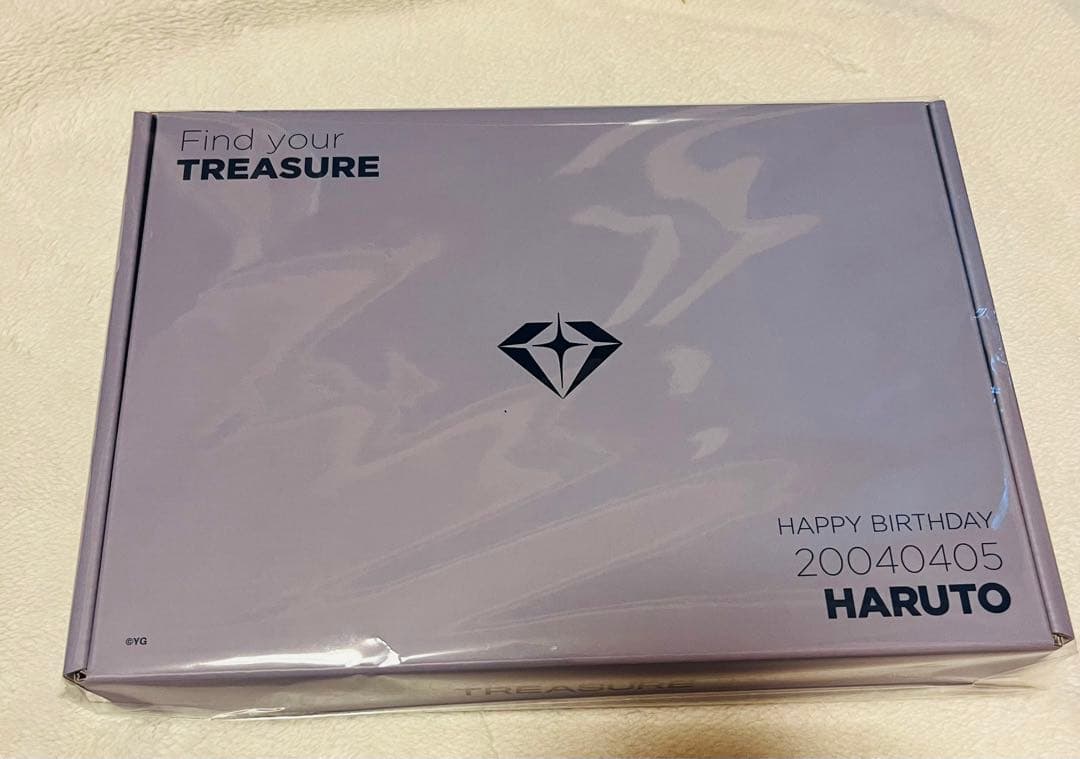 Find your
TREASURE
HAPPY BIRTHDAY
20040405
HARUTO
©YG
TREASURE